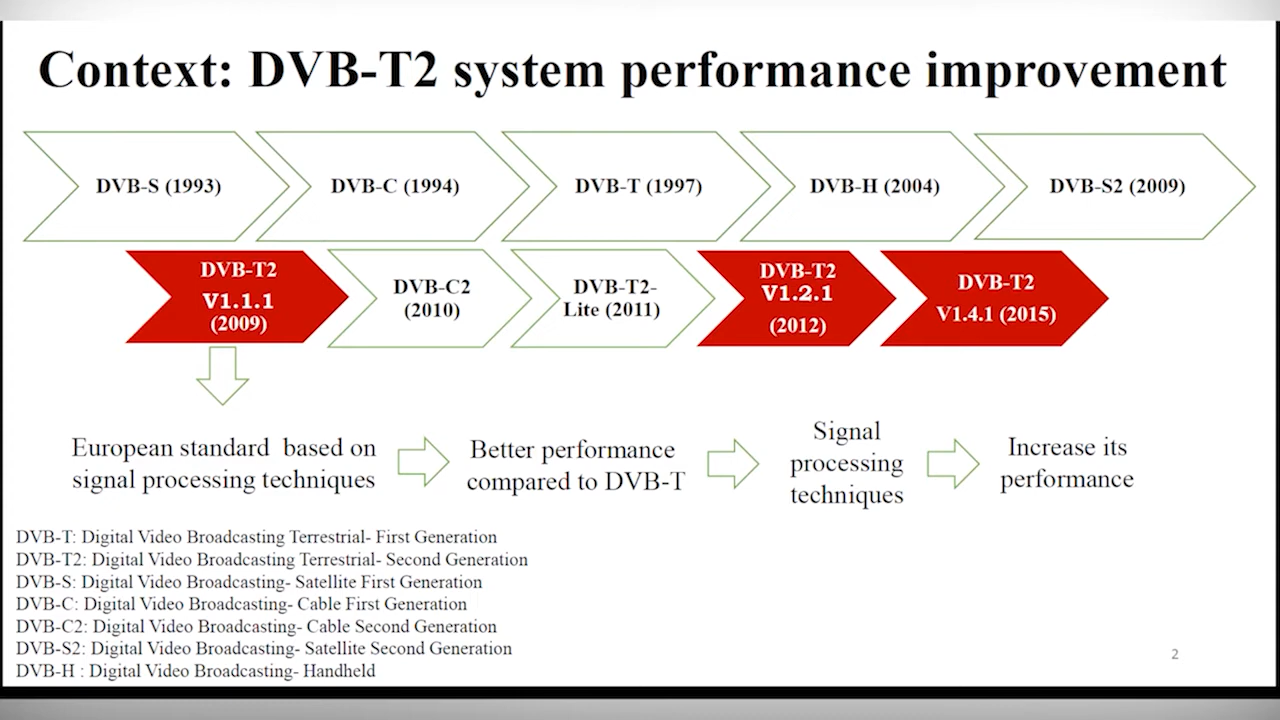 Context: DVB-T2 system performance improvement
DVB-S (1993)
DVB-C (1994)
DVB-T (1997)
DVB-H (2004)
DVB-S2 (2009)
DVB-T2
V1.1.1
(2009)
DVB-C2
(2010)
DVB-T2-
Lite (2011)
DVB-T2
V1.2.1
(2012)
DVB-T2
V1.4.1 (2015)
European standard based on
signal processing techniques
Better performance
compared to DVB-T
Signal
processing
techniques
Increase its
performance
DVB-T: Digital Video Broadcasting Terrestrial- First Generation
DVB-T2: Digital Video Broadcasting Terrestrial- Second Generation
DVB-S: Digital Video Broadcasting- Satellite First Generation
DVB-C: Digital Video Broadcasting- Cable First Generation
DVB-C2: Digital Video Broadcasting- Cable Second Generation
DVB-S2: Digital Video Broadcasting- Satellite Second Generation
DVB-H : Digital Video Broadcasting- Handheld
2